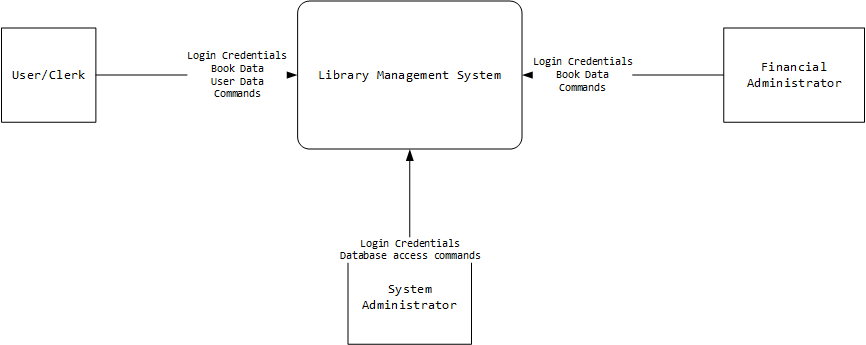 User/Clerk
Login Credentials
Book Data
User Data
Commands
Library Management System
Login Credentials
Book Data
Commands
Financial
Administrator
Login Credentials
Database access commands
System
Administrator